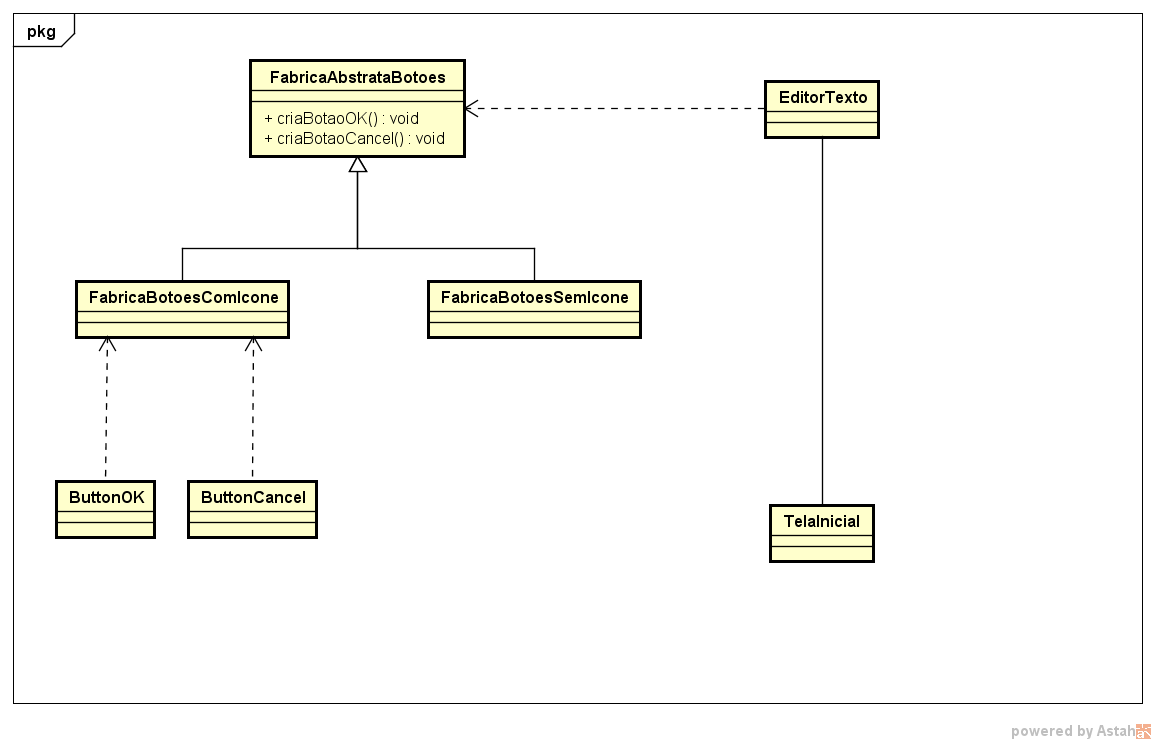 pkg
FabricaAbstrataBotoes
+ criaBotaoOK() : void
+ criaBotaoCancel() : void
EditorTexto
FabricaBotoesComIcone
FabricaBotoesSemIcone
ButtonOK
ButtonCancel
TelaInicial
powered by Astah